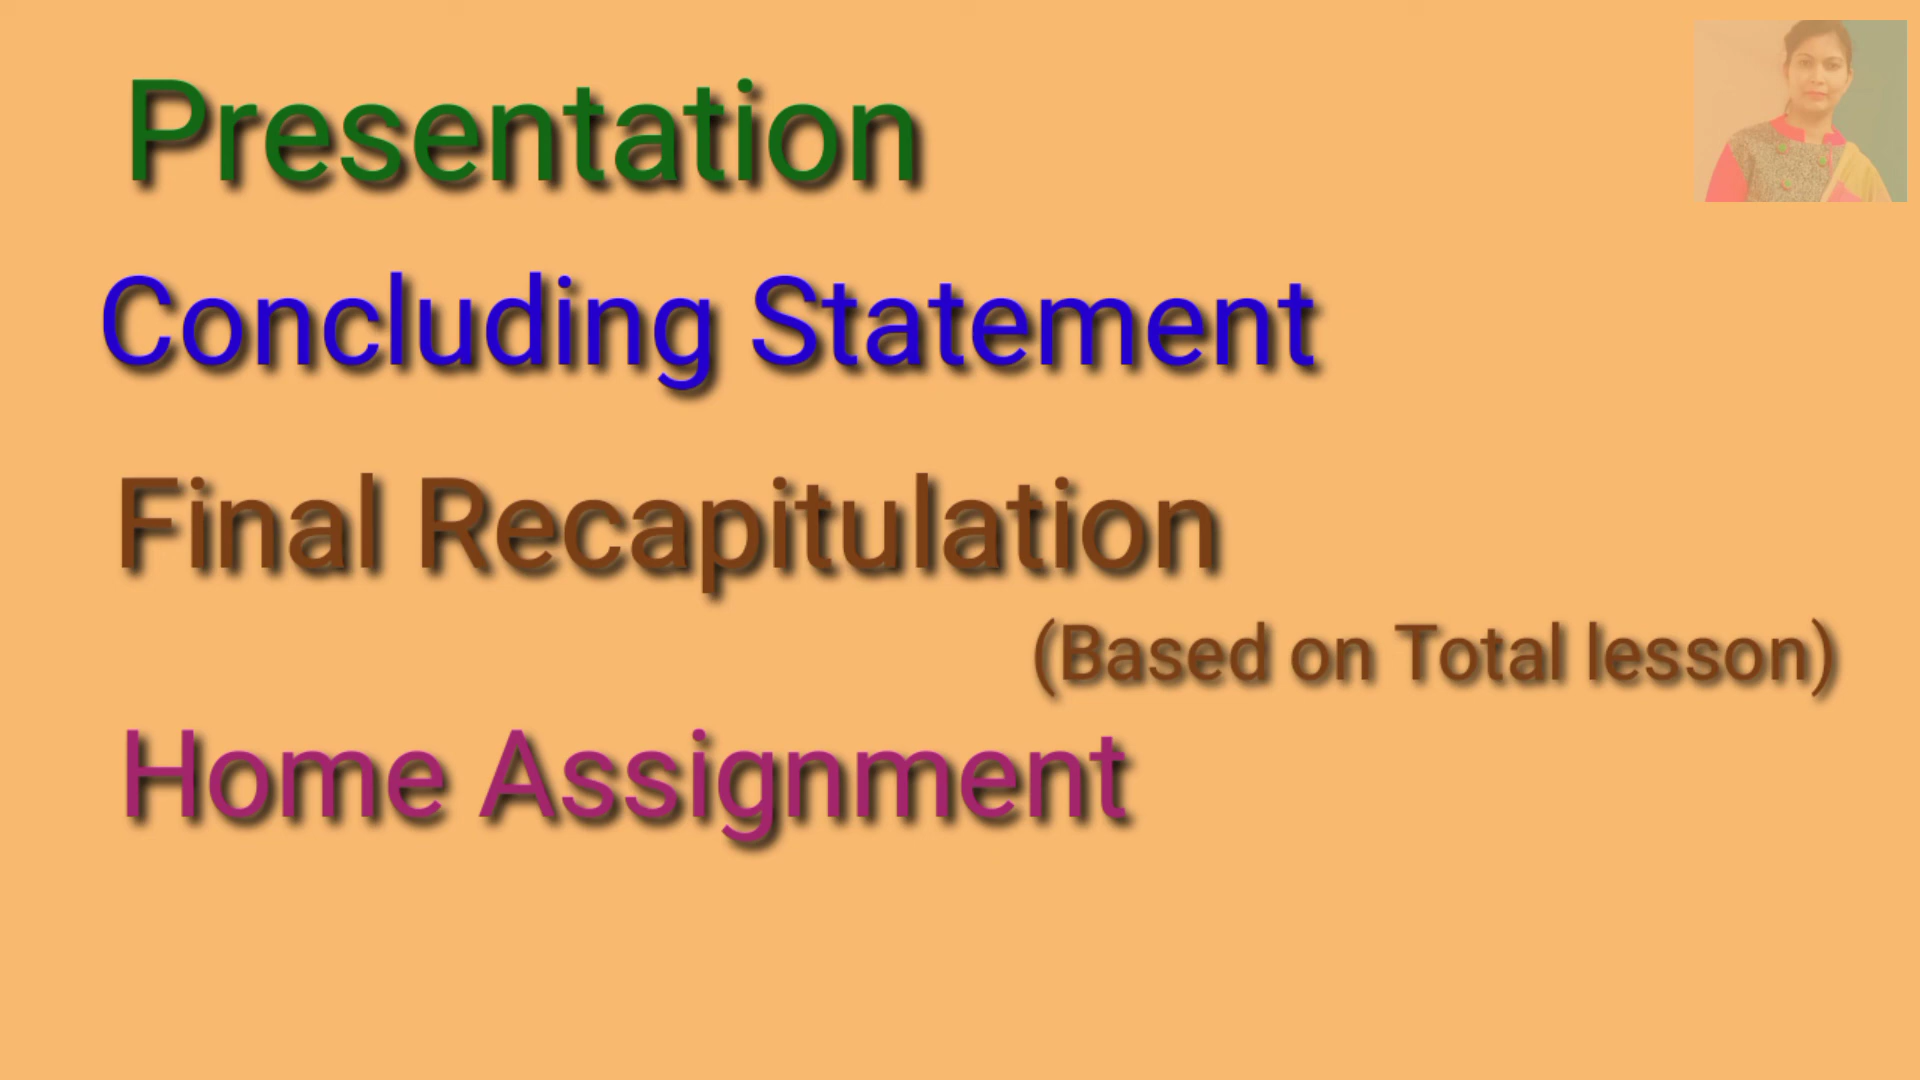 Presentation
Concluding Statement
Final Recapitulation
(Based on Total lesson)
Home Assignment